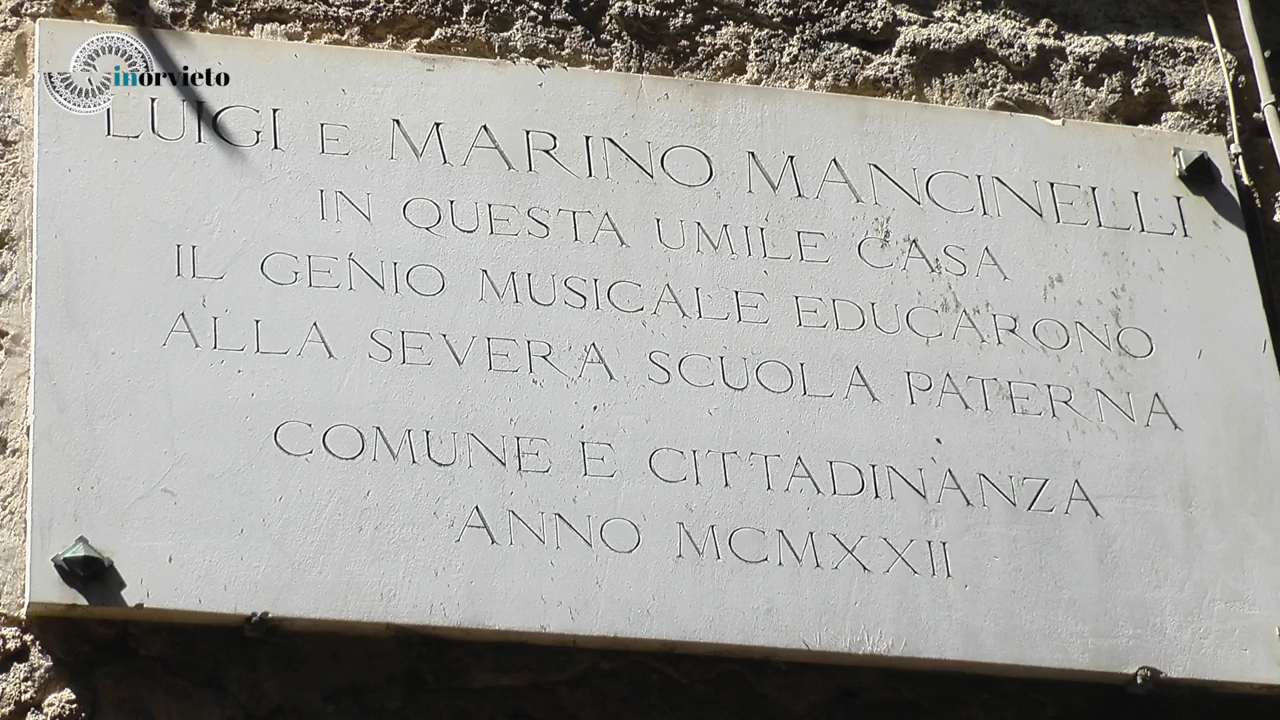 inorvieto
LUIGI E MARINO MANCINELLI
IN QUESTA UMILE CASA
IL GENIO MUSICALE EDUCARONO
ALLA SEVERA SCUOLA PATERNA
COMUNE E CITTADINANZA
ANNO MCMXXII